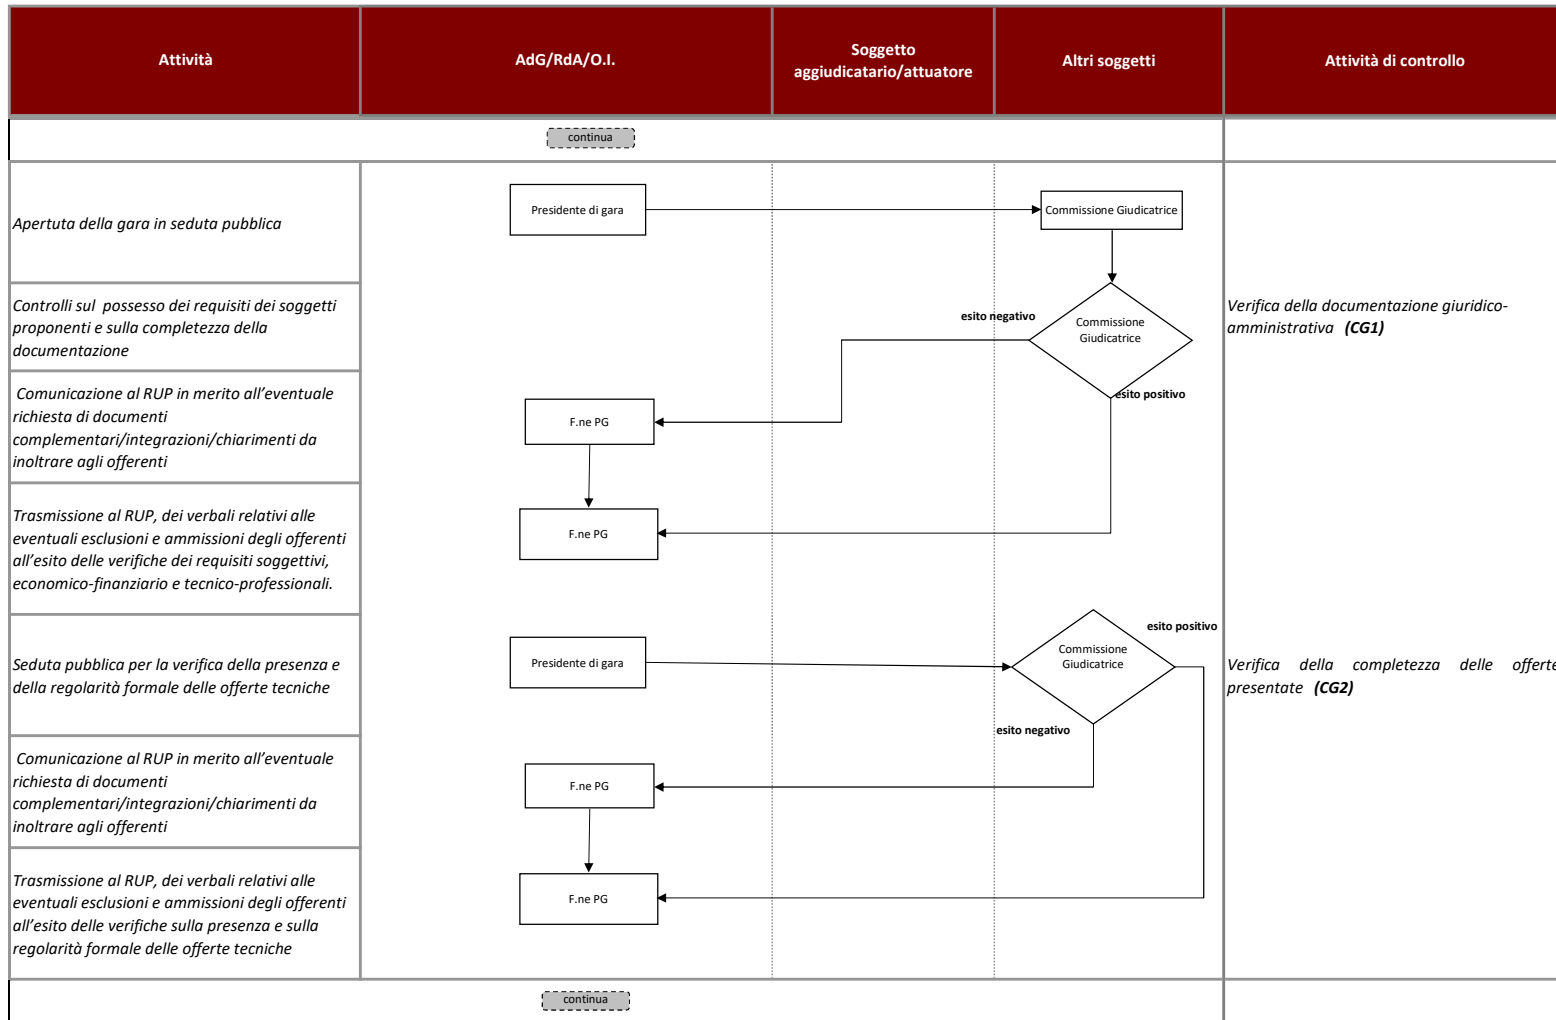 Attività
AdG/RdA/O.I.
Soggetto
aggiudicatario/attuatore
Altri soggetti
Attività di controllo
continua
Apertuta della gara in seduta pubblica
Presidente di gara
Commissione Giudicatrice
Controlli sul  possesso dei requisiti dei soggetti
proponenti e sulla completezza della
documentazione
esito negativo
Commissione
Giudicatrice
esito positivo
Verifica della documentazione giuridico-
amministrativa  (CG1)
Comunicazione al RUP in merito all'eventuale
richiesta di documenti
complementari/integrazioni/chiarimenti da
inoltrare agli offerenti
F.ne PG
Trasmissione al RUP, dei verbali relativi alle
eventuali esclusioni e ammissioni degli offerenti
all'esito delle verifiche dei requisiti soggettivi,
economico-finanziario e tecnico-professionali.
F.ne PG
Seduta pubblica per la verifica della presenza e
della regolarità formale delle offerte tecniche
Presidente di gara
Commissione
Giudicatrice
esito positivo
esito negativo
Verifica della completezza delle offerte
presentate  (CG2)
Comunicazione al RUP in merito all'eventuale
richiesta di documenti
complementari/integrazioni/chiarimenti da
inoltrare agli offerenti
F.ne PG
Trasmissione al RUP, dei verbali relativi alle
eventuali esclusioni e ammissioni degli offerenti
all'esito delle verifiche sulla presenza e sulla
regolarità formale delle offerte tecniche
F.ne PG
continua